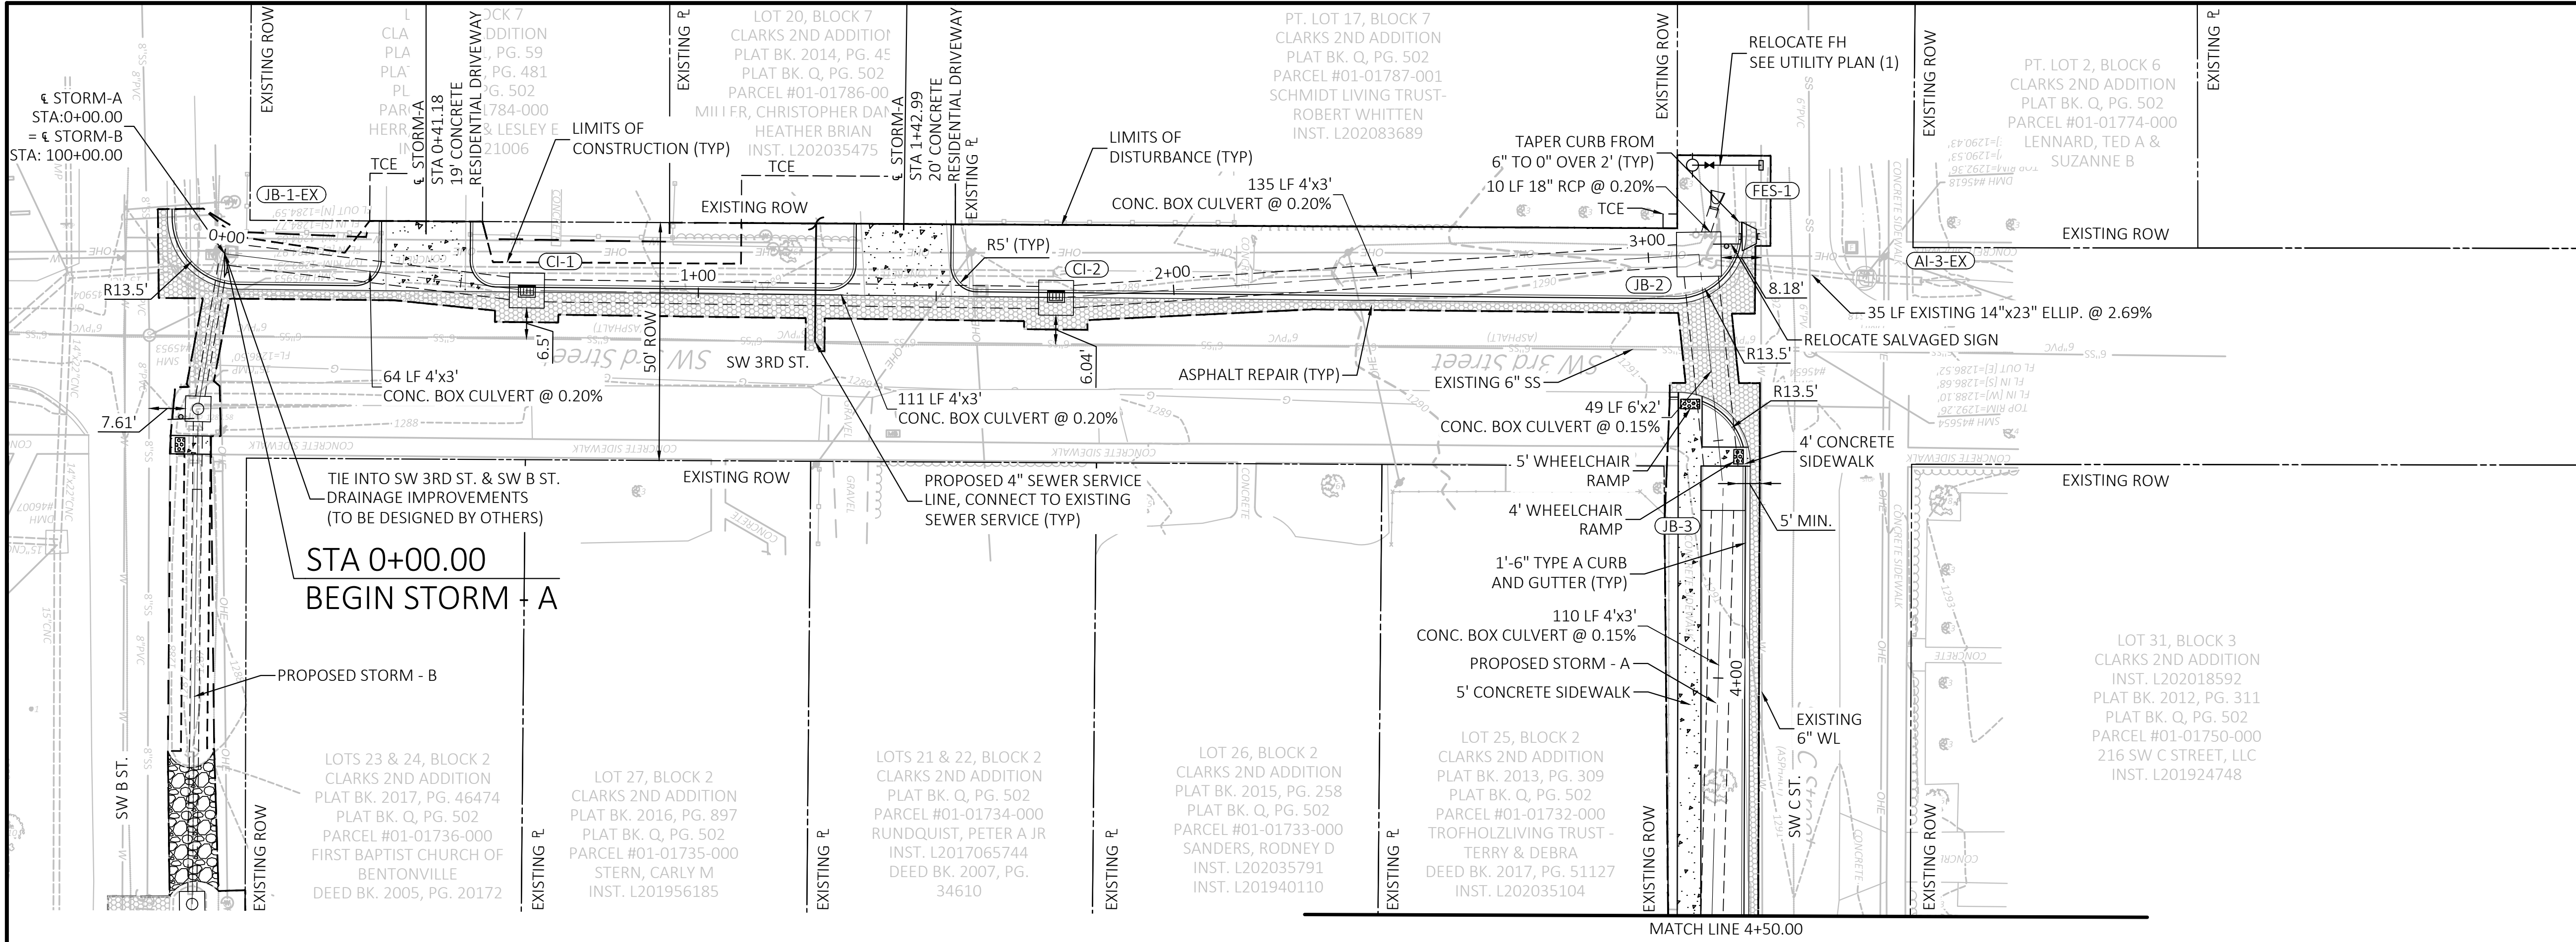 ℄ STORM-A
STA:0+00.00
= ℄ STORM-B
STA: 100+00.00
EXISTING ROW
JB-1-EX
TCE
℄ STORM-A
STA 0+41.18
19' CONCRETE
RESIDENTIAL DRIVEWAY
LIMITS OF
CONSTRUCTION (TYP)
EXISTING ℙ
LOT 20, BLOCK 7
CLARKS 2ND ADDITION
PLAT BK. 2014, PG. 45
PLAT BK. Q, PG. 502
PARCEL #01-01786-00
HEATHER BRIAN
INST. L202035475
TCE
EXISTING ROW
℄ STORM-A
STA 1+42.99
20' CONCRETE
RESIDENTIAL DRIVEWAY
EXISTING ℙ
LIMITS OF
DISTURBANCE (TYP)
PT. LOT 17, BLOCK 7
CLARKS 2ND ADDITION
PLAT BK. Q, PG. 502
PARCEL #01-01787-001
SCHMIDT LIVING TRUST-
ROBERT WHITTEN
INST. L202083689
135 LF 4'x3'
CONC. BOX CULVERT @ 0.20%
EXISTING ROW
RELOCATE FH
SEE UTILITY PLAN (1)
TAPER CURB FROM
6" TO 0" OVER 2' (TYP)
10 LF 18" RCP @ 0.20%
TCE
FES-1
EXISTING ROW
PT. LOT 2, BLOCK 6
CLARKS 2ND ADDITION
PLAT BK. Q, PG. 502
PARCEL #01-01774-000
LENNARD, TED A &
SUZANNE B
EXISTING ℙ
EXISTING ROW
AI-3-EX
0+00
CI-1
1+00
R5' (TYP)
CI-2
2+00
3+00
JB-2
8.18'
35 LF EXISTING 14"x23" ELLIP. @ 2.69%
RELOCATE SALVAGED SIGN
R13.5'
R13.5'
R13.5'
6.5'
50' ROW
SW 3RD ST.
SW 3rd Street
6.04'
ASPHALT REPAIR (TYP)
SW 3rd Street
EXISTING 6" SS
64 LF 4'x3'
CONC. BOX CULVERT @ 0.20%
111 LF 4'x3'
CONC. BOX CULVERT @ 0.20%
49 LF 6'x2'
CONC. BOX CULVERT @ 0.15%
7.61'
TIE INTO SW 3RD ST. & SW B ST.
DRAINAGE IMPROVEMENTS
(TO BE DESIGNED BY OTHERS)
EXISTING ROW
PROPOSED 4" SEWER SERVICE
LINE, CONNECT TO EXISTING
SEWER SERVICE (TYP)
EXISTING ROW
5' WHEELCHAIR
RAMP
4' WHEELCHAIR
RAMP
JB-3
4' CONCRETE
SIDEWALK
5' MIN.
EXISTING ROW
STA 0+00.00
BEGIN STORM - A
1'-6" TYPE A CURB
AND GUTTER (TYP)
110 LF 4'x3'
CONC. BOX CULVERT @ 0.15%
PROPOSED STORM - A
5' CONCRETE SIDEWALK
4+00
EXISTING
6" WL
PROPOSED STORM - B
SW B ST.
EXISTING ROW
LOTS 23 & 24, BLOCK 2
CLARKS 2ND ADDITION
PLAT BK. 2017, PG. 46474
PLAT BK. Q, PG. 502
PARCEL #01-01736-000
FIRST BAPTIST CHURCH OF
BENTONVILLE
DEED BK. 2005, PG. 20172
EXISTING ℙ
LOT 27, BLOCK 2
CLARKS 2ND ADDITION
PLAT BK. 2016, PG. 897
PLAT BK. Q, PG. 502
PARCEL #01-01735-000
STERN, CARLY M
INST. L201956185
EXISTING ℙ
LOTS 21 & 22, BLOCK 2
CLARKS 2ND ADDITION
PLAT BK. Q, PG. 502
PARCEL #01-01734-000
RUNDQUIST, PETER A JR
INST. L2017065744
DEED BK. 2007, PG.
34610
EXISTING ℙ
LOT 26, BLOCK 2
CLARKS 2ND ADDITION
PLAT BK. 2015, PG. 258
PLAT BK. Q, PG. 502
PARCEL #01-01733-000
SANDERS, RODNEY D
INST. L202035791
INST. L201940110
EXISTING ℙ
LOT 25, BLOCK 2
CLARKS 2ND ADDITION
PLAT BK. 2013, PG. 309
PLAT BK. Q, PG. 502
PARCEL #01-01732-000
TROFHOLZLIVING TRUST -
TERRY & DEBRA
DEED BK. 2017, PG. 51127
INST. L202035104
EXISTING ROW
SW C ST.
EXISTING ROW
LOT 31, BLOCK 3
CLARKS 2ND ADDITION
INST. L202018592
PLAT BK. 2012, PG. 311
PLAT BK. Q, PG. 502
PARCEL #01-01750-000
216 SW C STREET, LLC
INST. L201924748
MATCH LINE 4+50.00